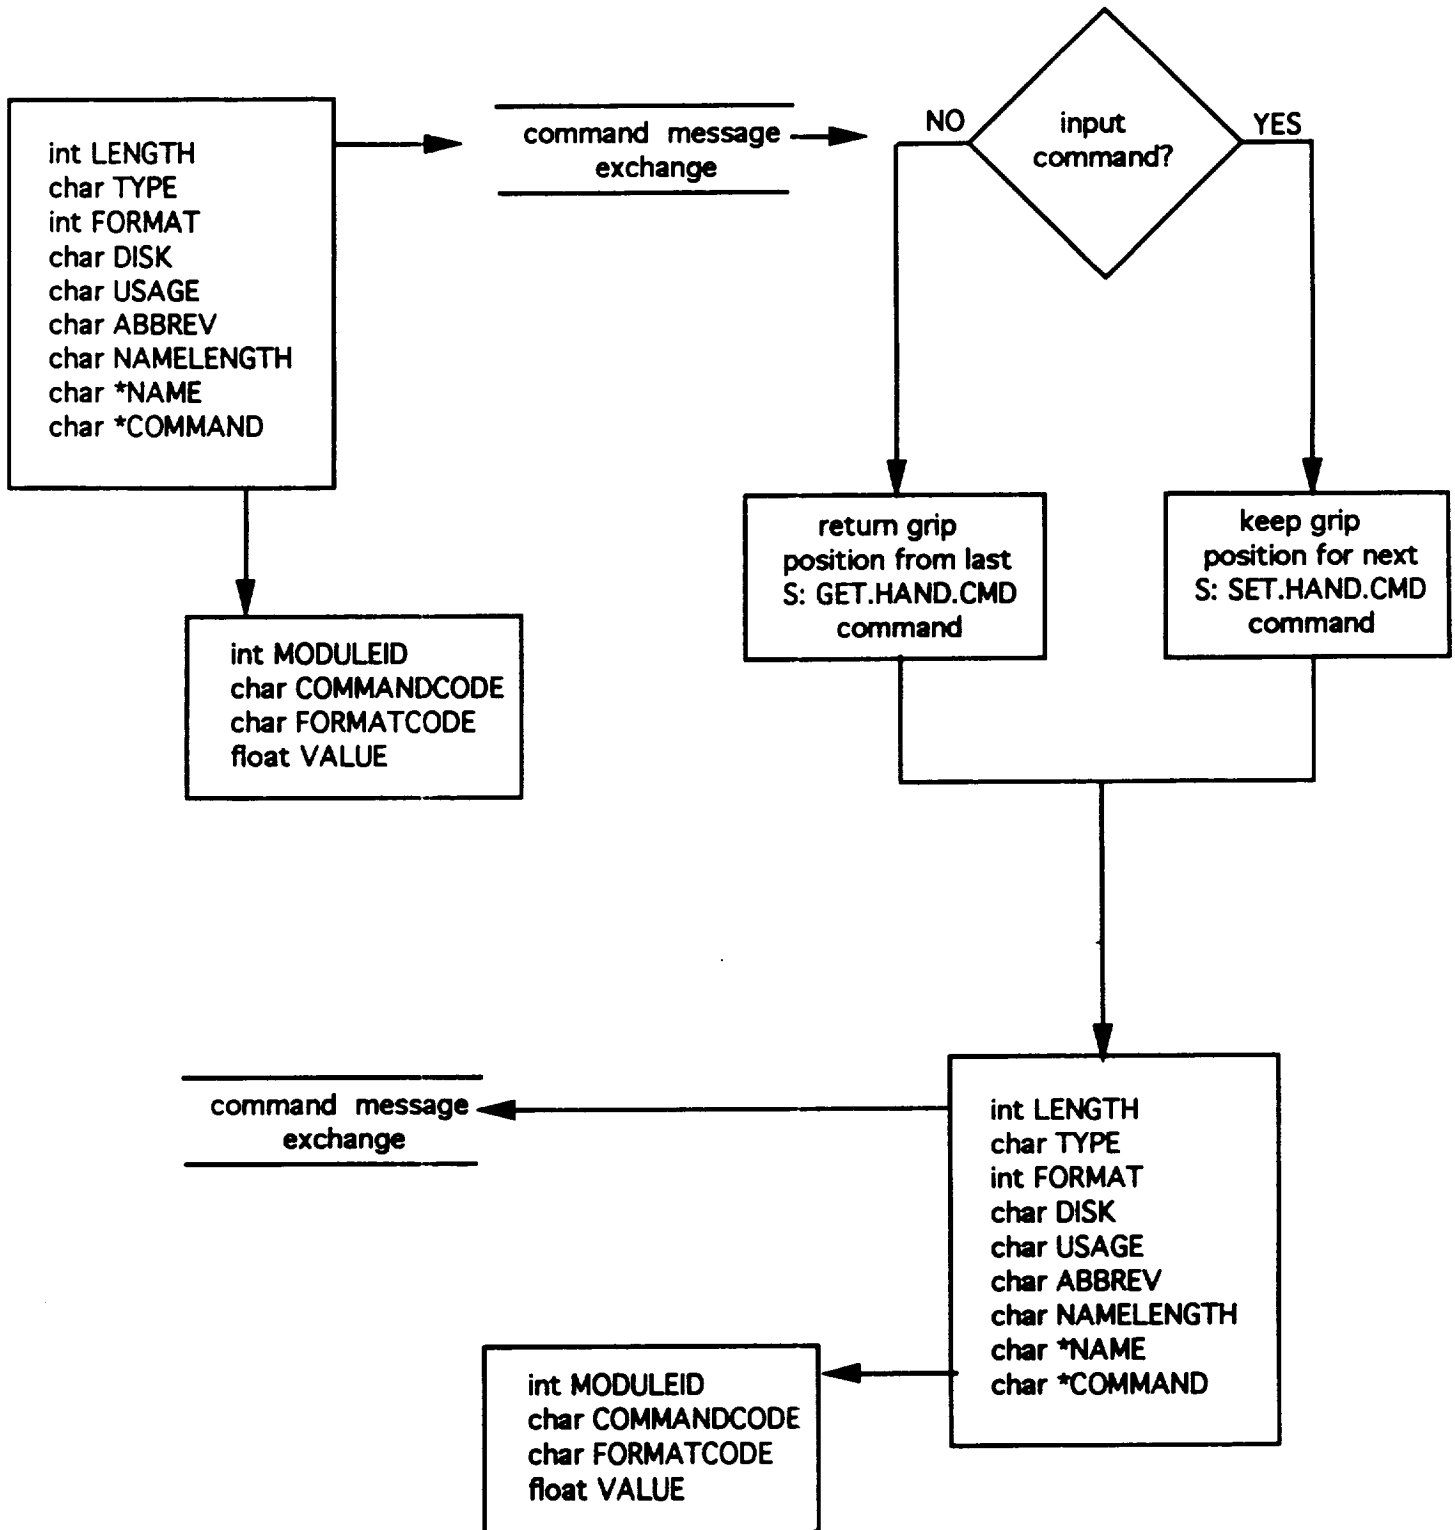 int LENGTH
char TYPE
int FORMAT
char DISK
char USAGE
char ABBREV
char NAMELENGTH
char *NAME
char *COMMAND
command message
exchange
NO
input
command?
YES
int MODULEID
char COMMANDCODE
char FORMATCODE
float VALUE
return grip
position from last
S: GET.HAND.CMD
command
keep grip
position for next
S: SET.HAND.CMD
command
command message
exchange
int LENGTH
char TYPE
int FORMAT
char DISK
char USAGE
char ABBREV
char NAMELENGTH
char *NAME
char *COMMAND
int MODULEID
char COMMANDCODE
char FORMATCODE
float VALUE